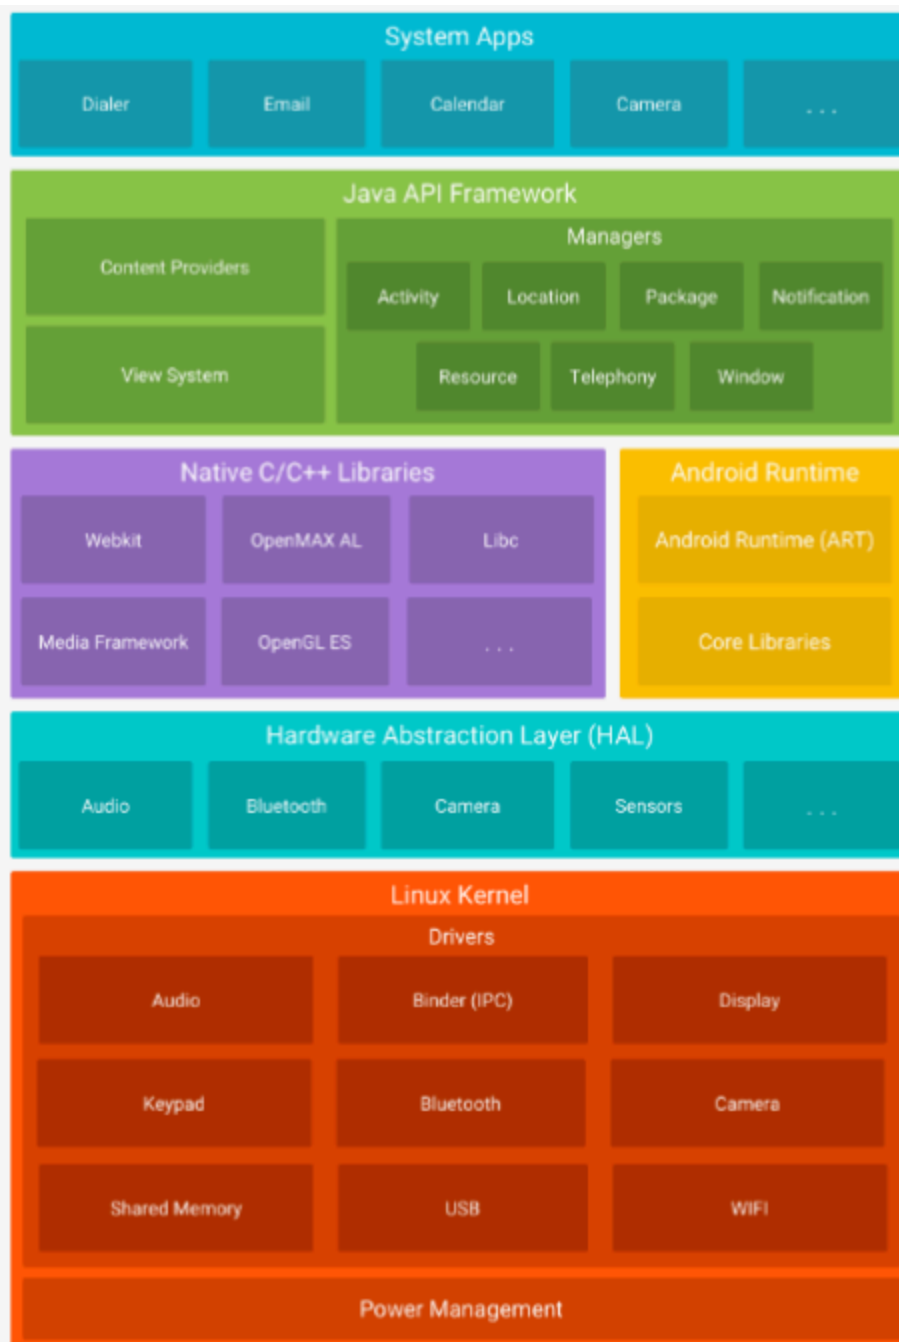 System Apps
Dialer Email Calendar Camera . . .
Java API Framework
Content Providers
View System
Managers
Activity Location Package Notification
Resource Telephony Window
Native C/C++ Libraries
Webkit OpenMAX AL Libc
Media Framework OpenGL ES . . .
Android Runtime
Android Runtime (ART)
Core Libraries
Hardware Abstraction Layer (HAL)
Audio Bluetooth Camera Sensors . . .
Linux Kernel
Drivers
Audio Binder (IPC) Display
Keypad Bluetooth Camera
Shared Memory USB WIFI
Power Management